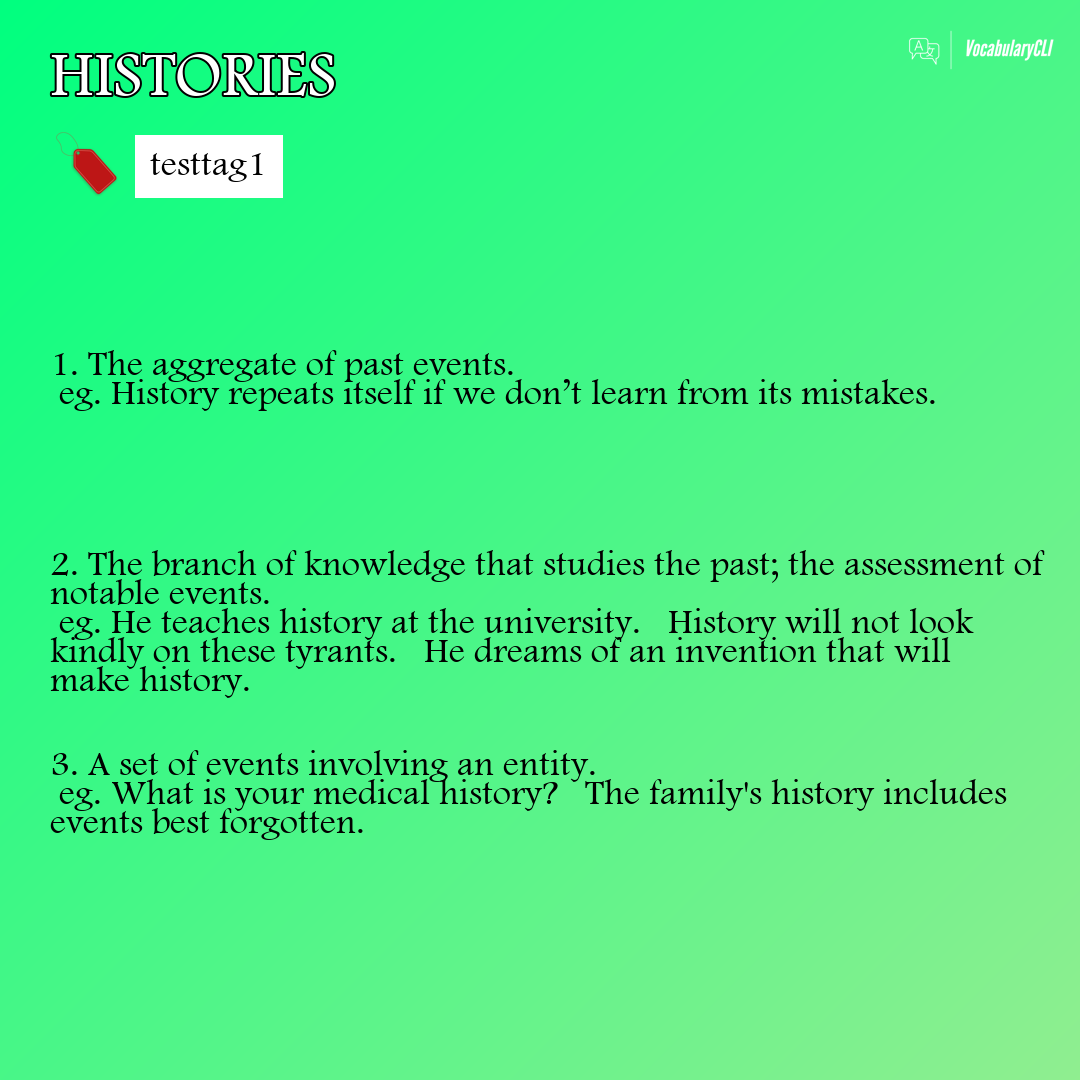 HISTORIES
VocabularyCLI
testtag1
1. The aggregate of past events.
eg. History repeats itself if we don’t learn from its mistakes.
2. The branch of knowledge that studies the past; the assessment of
notable events.
eg. He teaches history at the university.   History will not look
kindly on these tyrants.   He dreams of an invention that will
make history.
3. A set of events involving an entity.
eg. What is your medical history?   The family's history includes
events best forgotten.